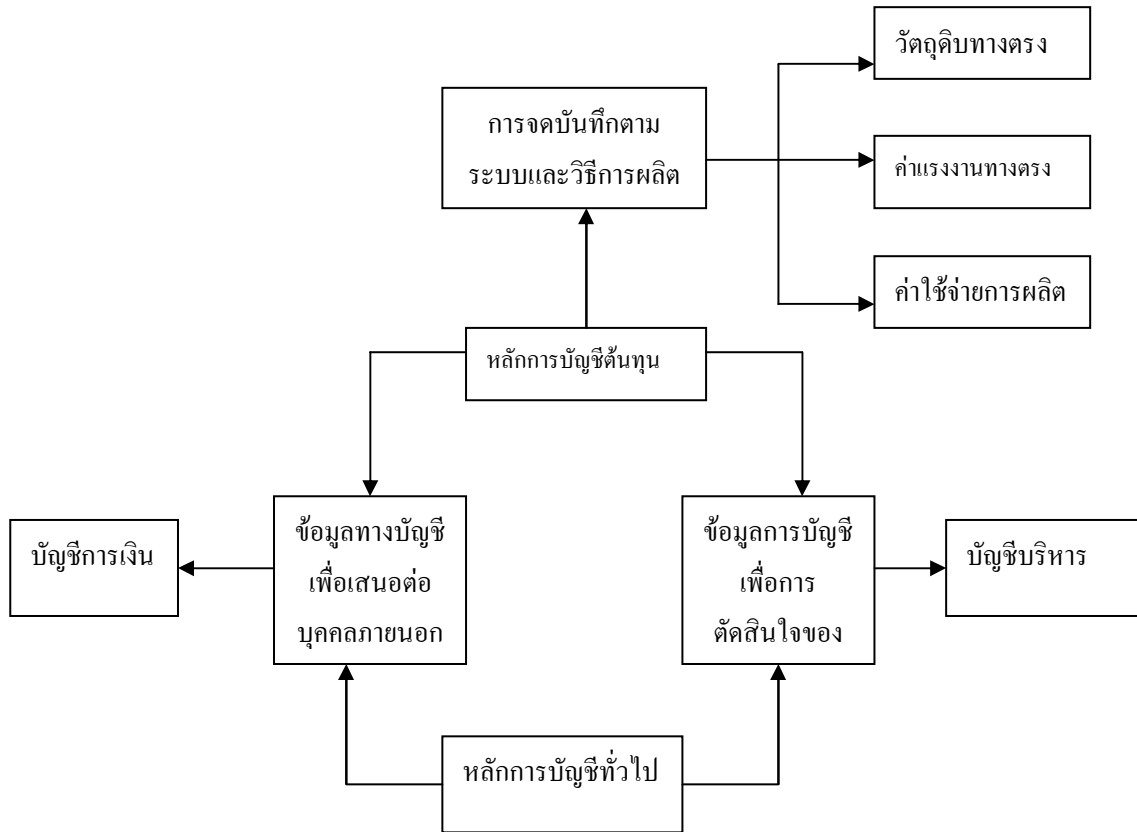 วัตถุดิบทางตรง
การจดบันทึกตาม
ระบบและวิธีการผลิต
ค่าแรงงานทางตรง
ค่าใช้จ่ายการผลิต
หลักการบัญชีต้นทุน
บัญชีการเงิน
ข้อมูลทางบัญชี
เพื่อเสนอต่อ
บุคคลภายนอก
ข้อมูลการบัญชี
เพื่อการ
ตัดสินใจของ
บัญชีบริหาร
หลักการบัญชีทั่วไป